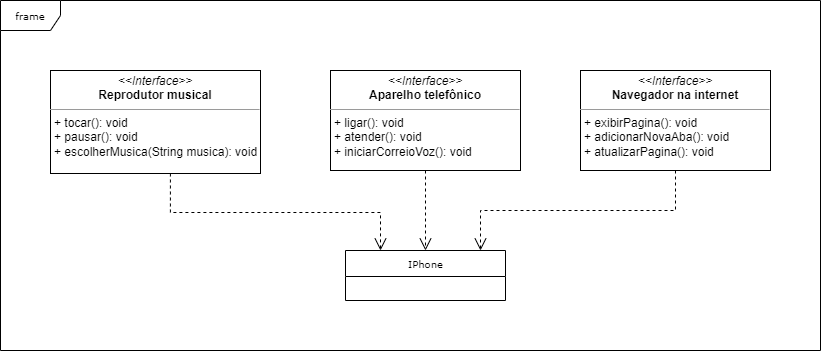 frame
<<Interface>>
Reprodutor musical
+ tocar(): void
+ pausar(): void
+ escolherMusica(String musica): void
<<Interface>>
Aparelho telefônico
+ ligar(): void
+ atender(): void
+ iniciarCorreioVoz(): void
<<Interface>>
Navegador na internet
+ exibirPagina(): void
+ adicionarNovaAba(): void
+ atualizarPagina(): void
IPhone